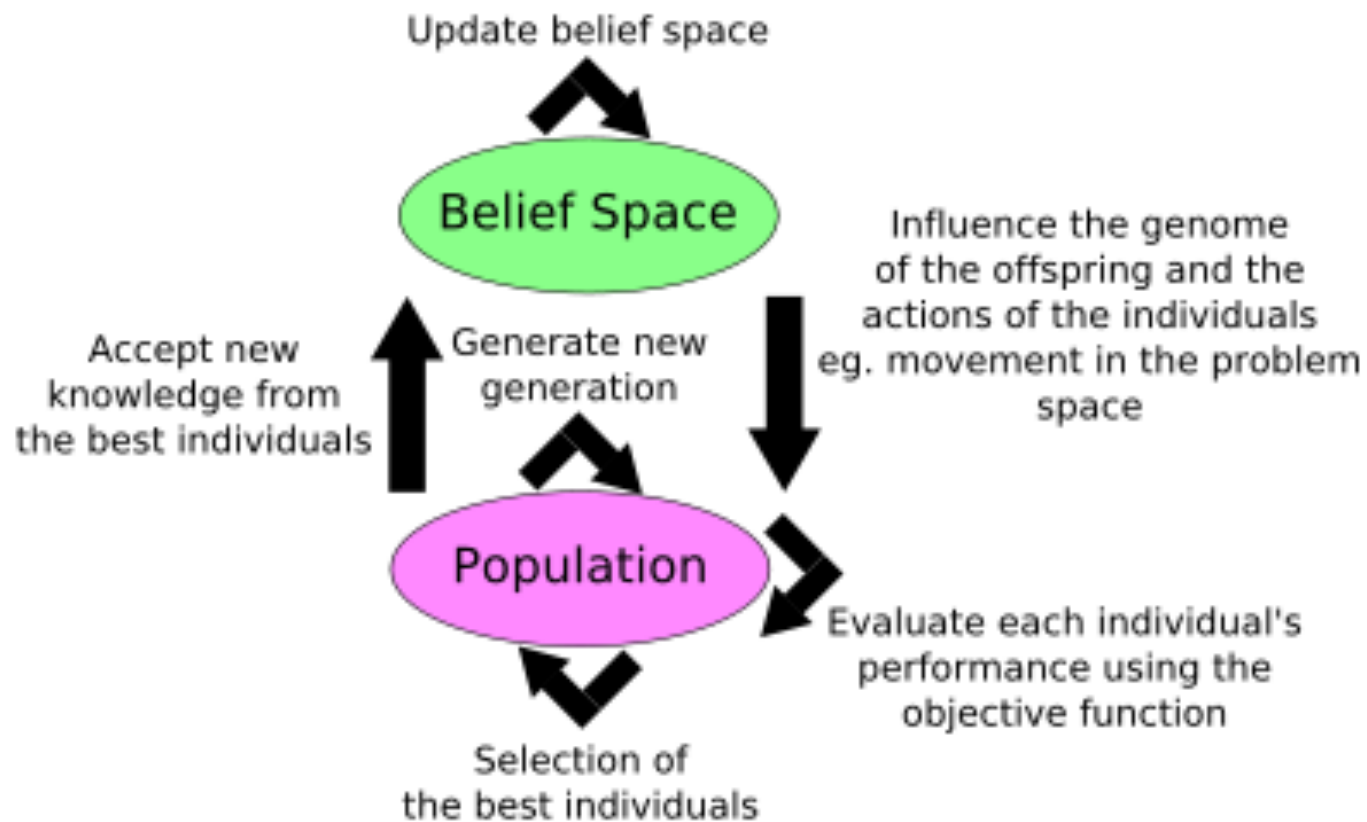 Update belief space
Belief Space
Influence the genome
of the offspring and the
actions of the individuals
eg. movement in the problem
space
Accept new
knowledge from
the best individuals
Generate new
generation
Population
Evaluate each individual's
performance using the
objective function
Selection of
the best individuals